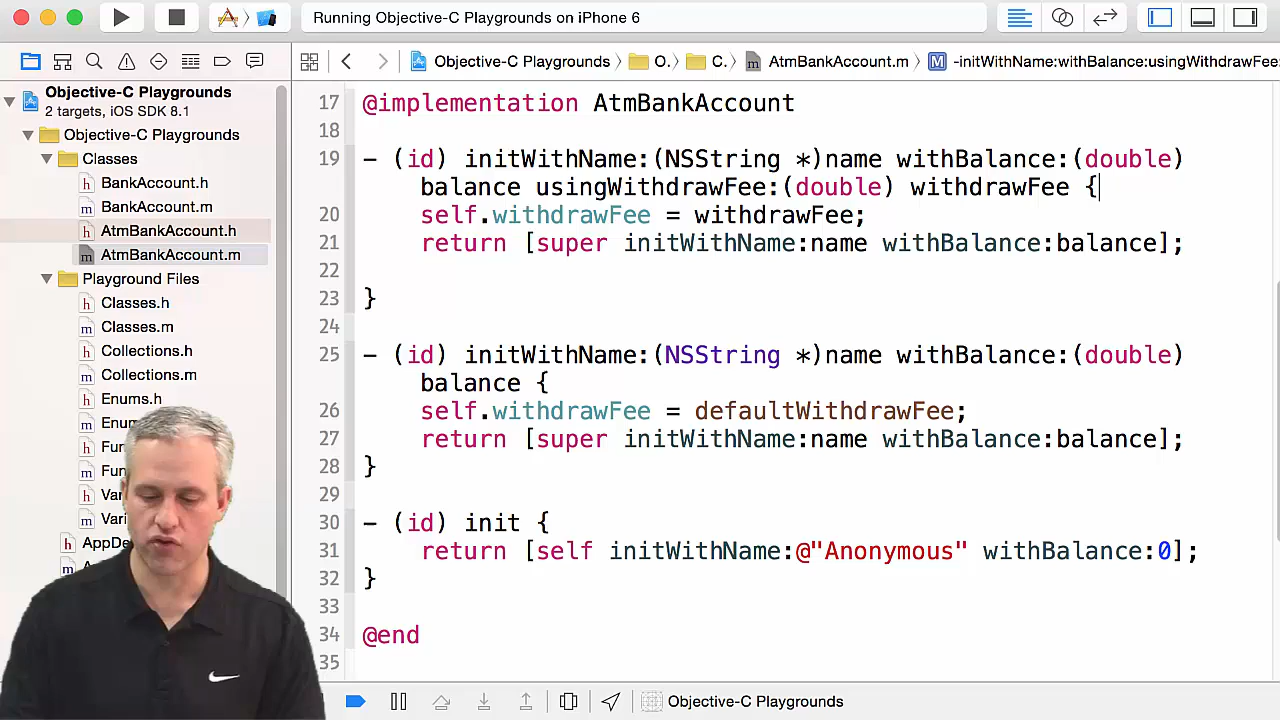 Running Objective-C Playgrounds on iPhone 6
Objective-C Playgrounds
2 targets, iOS SDK 8.1
Objective-C Playgrounds
Classes
BankAccount.h
BankAccount.m
AtmBankAccount.h
AtmBankAccount.m
Playground Files
Classes.h
Classes.m
Collections.h
Collections.m
Enums.h
Objective-C Playgrounds
O.
C.
AtmBankAccount.m
-initWithName:withBalance:usingWithdrawFee:
17 @implementation AtmBankAccount
18
19 - (id) initWithName:(NSString *)name withBalance:(double)
balance usingWithdrawFee:(double) withdrawFee {
20 self.withdrawFee = withdrawFee;
21 return [super initWithName:name withBalance:balance];
22
23 }
24
25 - (id) initWithName:(NSString *)name withBalance:(double)
balance {
26 self.withdrawFee = defaultWithdrawFee;
27 return [super initWithName:name withBalance:balance];
28 }
29
30 - (id) init {
31 return [self initWithName:@"Anonymous" withBalance:0];
32 }
33
34 @end
35
Objective-C Playgrounds